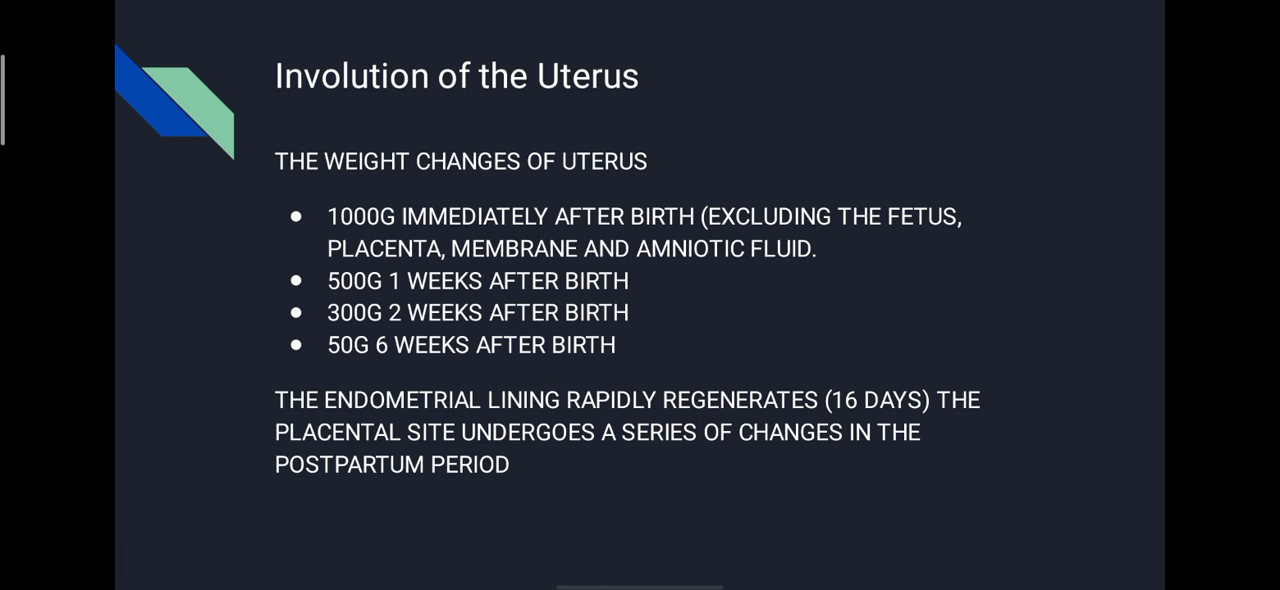 Involution of the Uterus
THE WEIGHT CHANGES OF UTERUS
● 1000G IMMEDIATELY AFTER BIRTH (EXCLUDING THE FETUS,
PLACENTA, MEMBRANE AND AMNIOTIC FLUID.
● 500G 1 WEEKS AFTER BIRTH
● 300G 2 WEEKS AFTER BIRTH
● 50G 6 WEEKS AFTER BIRTH
THE ENDOMETRIAL LINING RAPIDLY REGENERATES (16 DAYS) THE
PLACENTAL SITE UNDERGOES A SERIES OF CHANGES IN THE
POSTPARTUM PERIOD